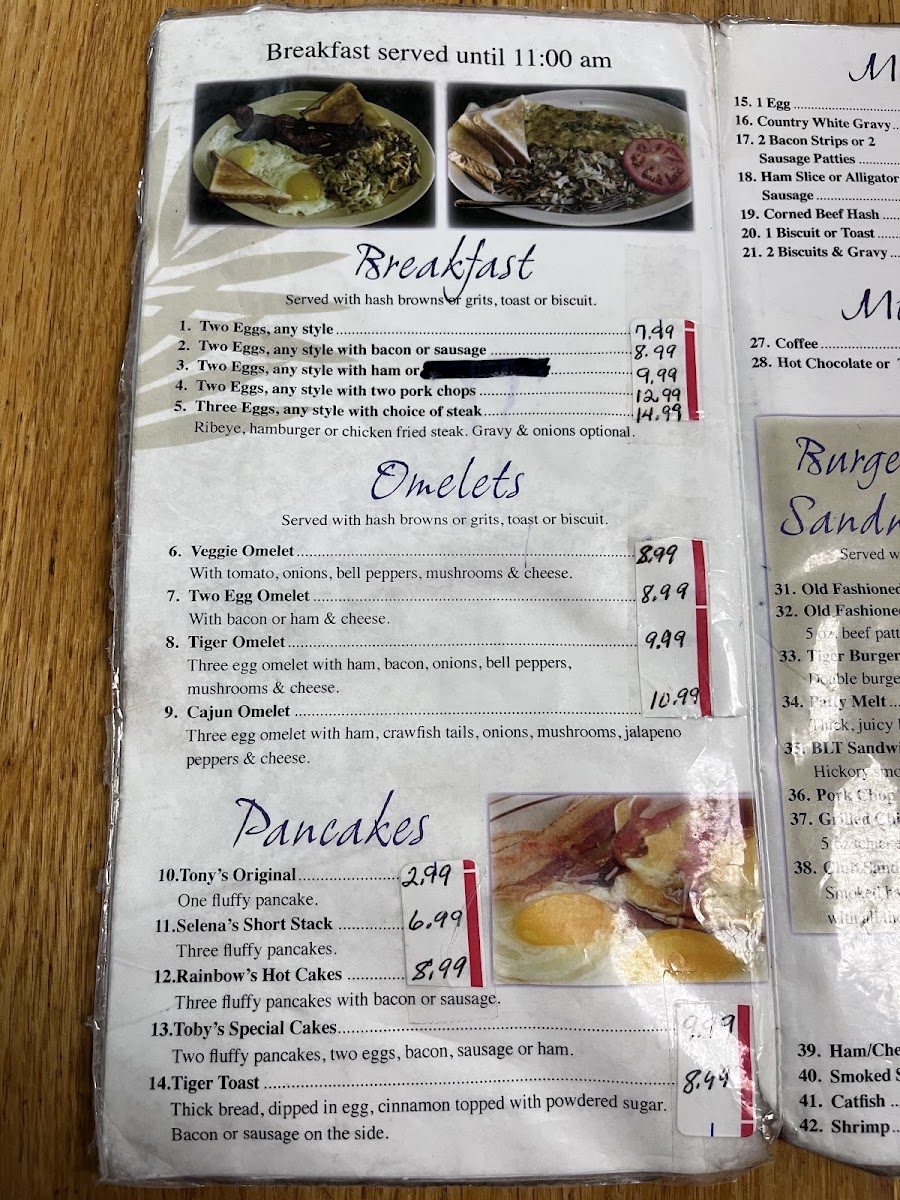 Breakfast served until 11:00 am
Breakfast
Served with hash browns or grits, toast or biscuit.
1. Two Eggs, any style 7.49
2. Two Eggs, any style with bacon or sausage 8.99
3. Two Eggs, any style with ham or 9.99
4. Two Eggs, any style with two pork chops 12.99
5. Three Eggs, any style with choice of steak 14.99
Ribeye, hamburger or chicken fried steak. Gravy & onions optional.
Omelets
Served with hash browns or grits, toast or biscuit.
6. Veggie Omelet 8.99
With tomato, onions, bell peppers, mushrooms & cheese.
7. Two Egg Omelet 8.99
With bacon or ham & cheese.
8. Tiger Omelet 9.99
Three egg omelet with ham, bacon, onions, bell peppers,
mushrooms & cheese.
9. Cajun Omelet 10.99
Three egg omelet with ham, crawfish tails, onions, mushrooms, jalapeno
peppers & cheese.
Pancakes
10.Tony's Original 2.99
One fluffy pancake.
11.Selena's Short Stack 6.99
Three fluffy pancakes.
12.Rainbow's Hot Cakes 8.99
Three fluffy pancakes with bacon or sausage.
13.Toby's Special Cakes 9.99
Two fluffy pancakes, two eggs, bacon, sausage or ham.
14.Tiger Toast 8.49
Thick bread, dipped in egg, cinnamon topped with powdered sugar.
Bacon or sausage on the side.
15. 1 Egg
16. Country White Gravy
17. 2 Bacon Strips or 2
Sausage Patties
18. Ham Slice or Alligator
Sausage
19. Corned Beef Hash
20. 1 Biscuit or Toast
21. 2 Biscuits & Gravy
27. Coffee
28. Hot Chocolate or
Burge
Sandw
Served w
31. Old Fashioned
32. Old Fashioned
5 oz. beef patt
33. Tiger Burger
Double burge
34. Patty Melt
Thick, juicy
35. BLT Sandwi
Hickory smo
36. Pork Chop
37. Grilled Chi
38. Club Sand
Smoked ha
39. Ham/Che
40. Smoked S
41. Catfish
42. Shrimp